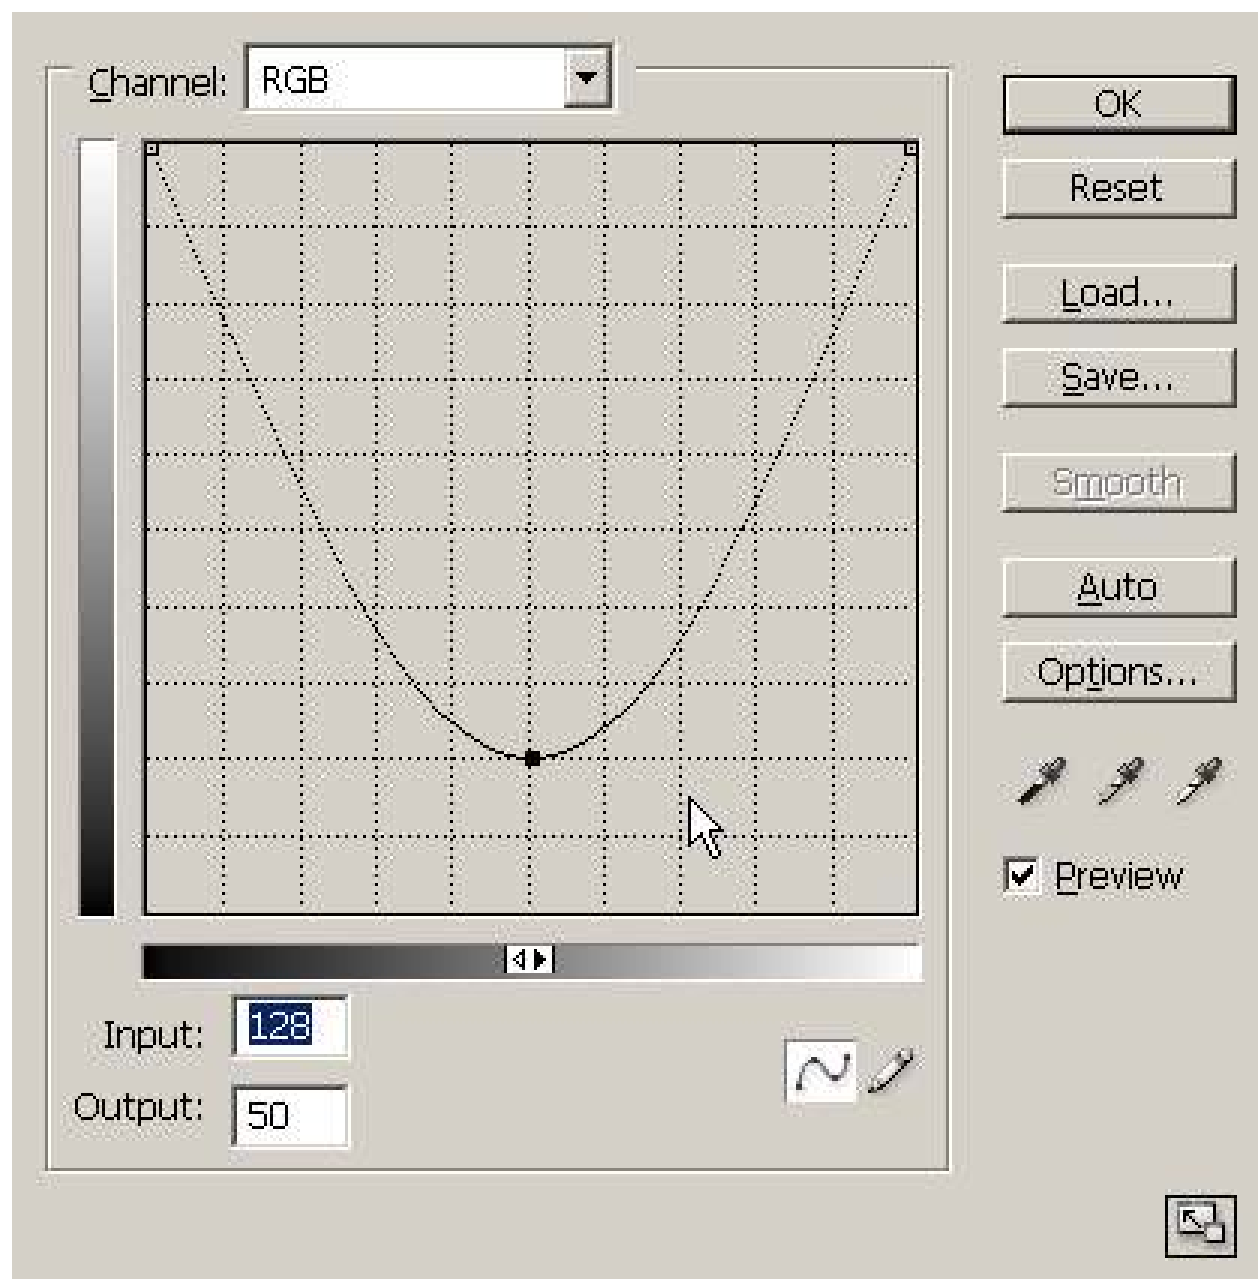 Channel: RGB
OK
Reset
Load...
Save...
Smooth
Auto
Options...
Preview
Input: 128
Output: 50